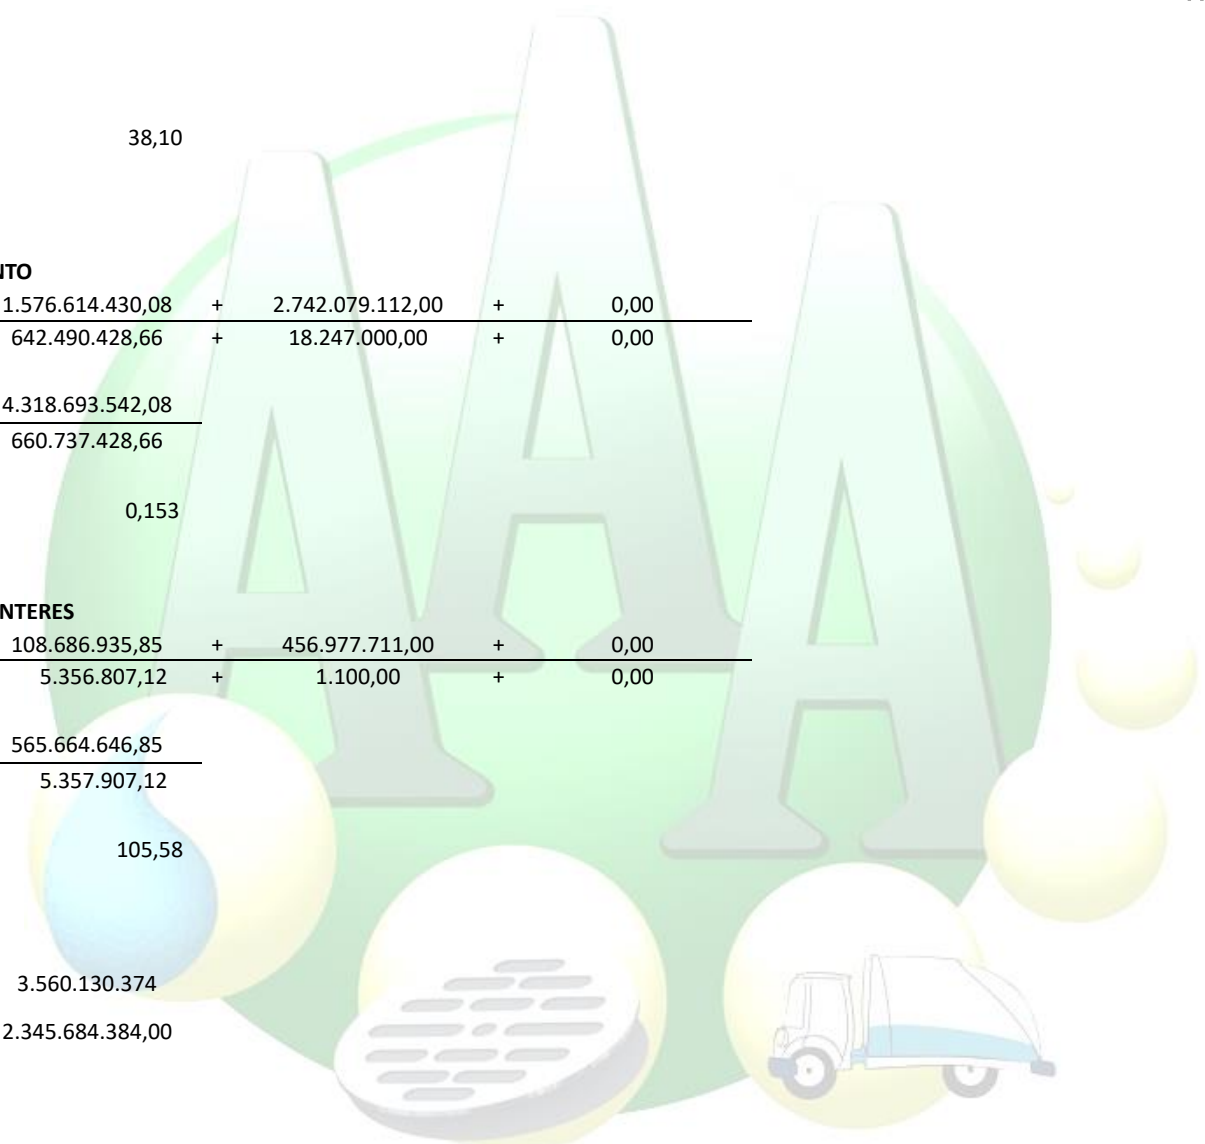 38,10
NTO
1.576.614.430,08 + 2.742.079.112,00 + 0,00
642.490.428,66 + 18.247.000,00 + 0,00
4.318.693.542,08
660.737.428,66
0,153
NTERES
108.686.935,85 + 456.977.711,00 + 0,00
5.356.807,12 + 1.100,00 + 0,00
565.664.646,85
5.357.907,12
105,58
3.560.130.374
2.345.684.384,00
AAA